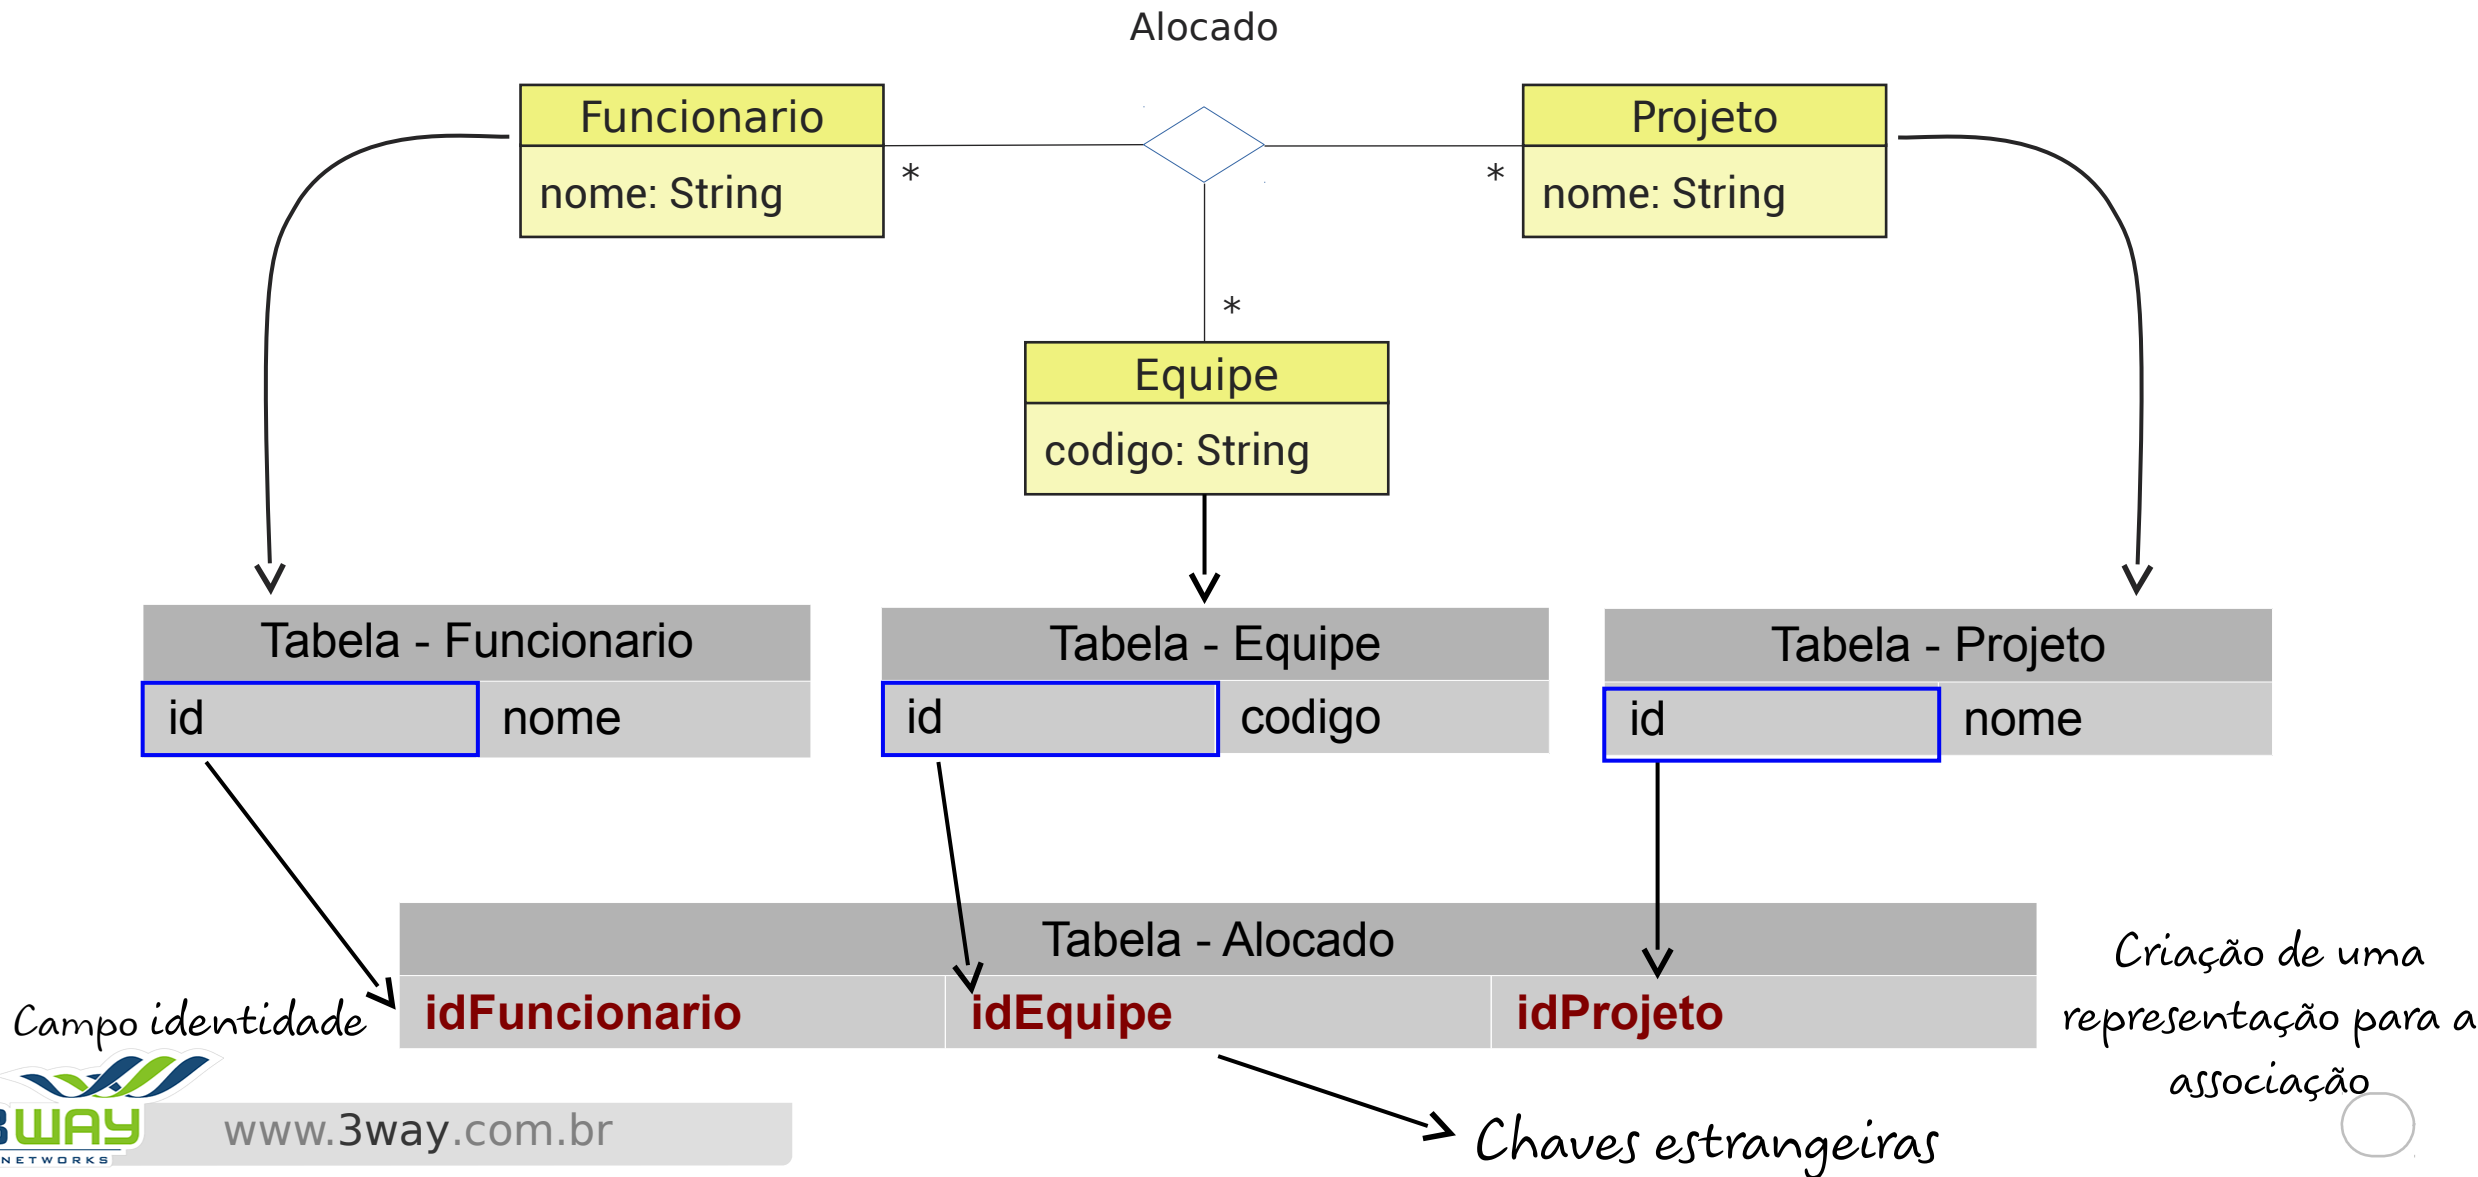 Alocado
Funcionario
nome: String
*
*
Projeto
nome: String
*
Equipe
codigo: String
Tabela - Funcionario
id
nome
Tabela - Equipe
id
codigo
Tabela - Projeto
id
nome
Tabela - Alocado
idFuncionario
idEquipe
idProjeto
Campo identidade
Criação de uma
representação para a
associação
Chaves estrangeiras
3WAY
NETWORKS
www.3way.com.br